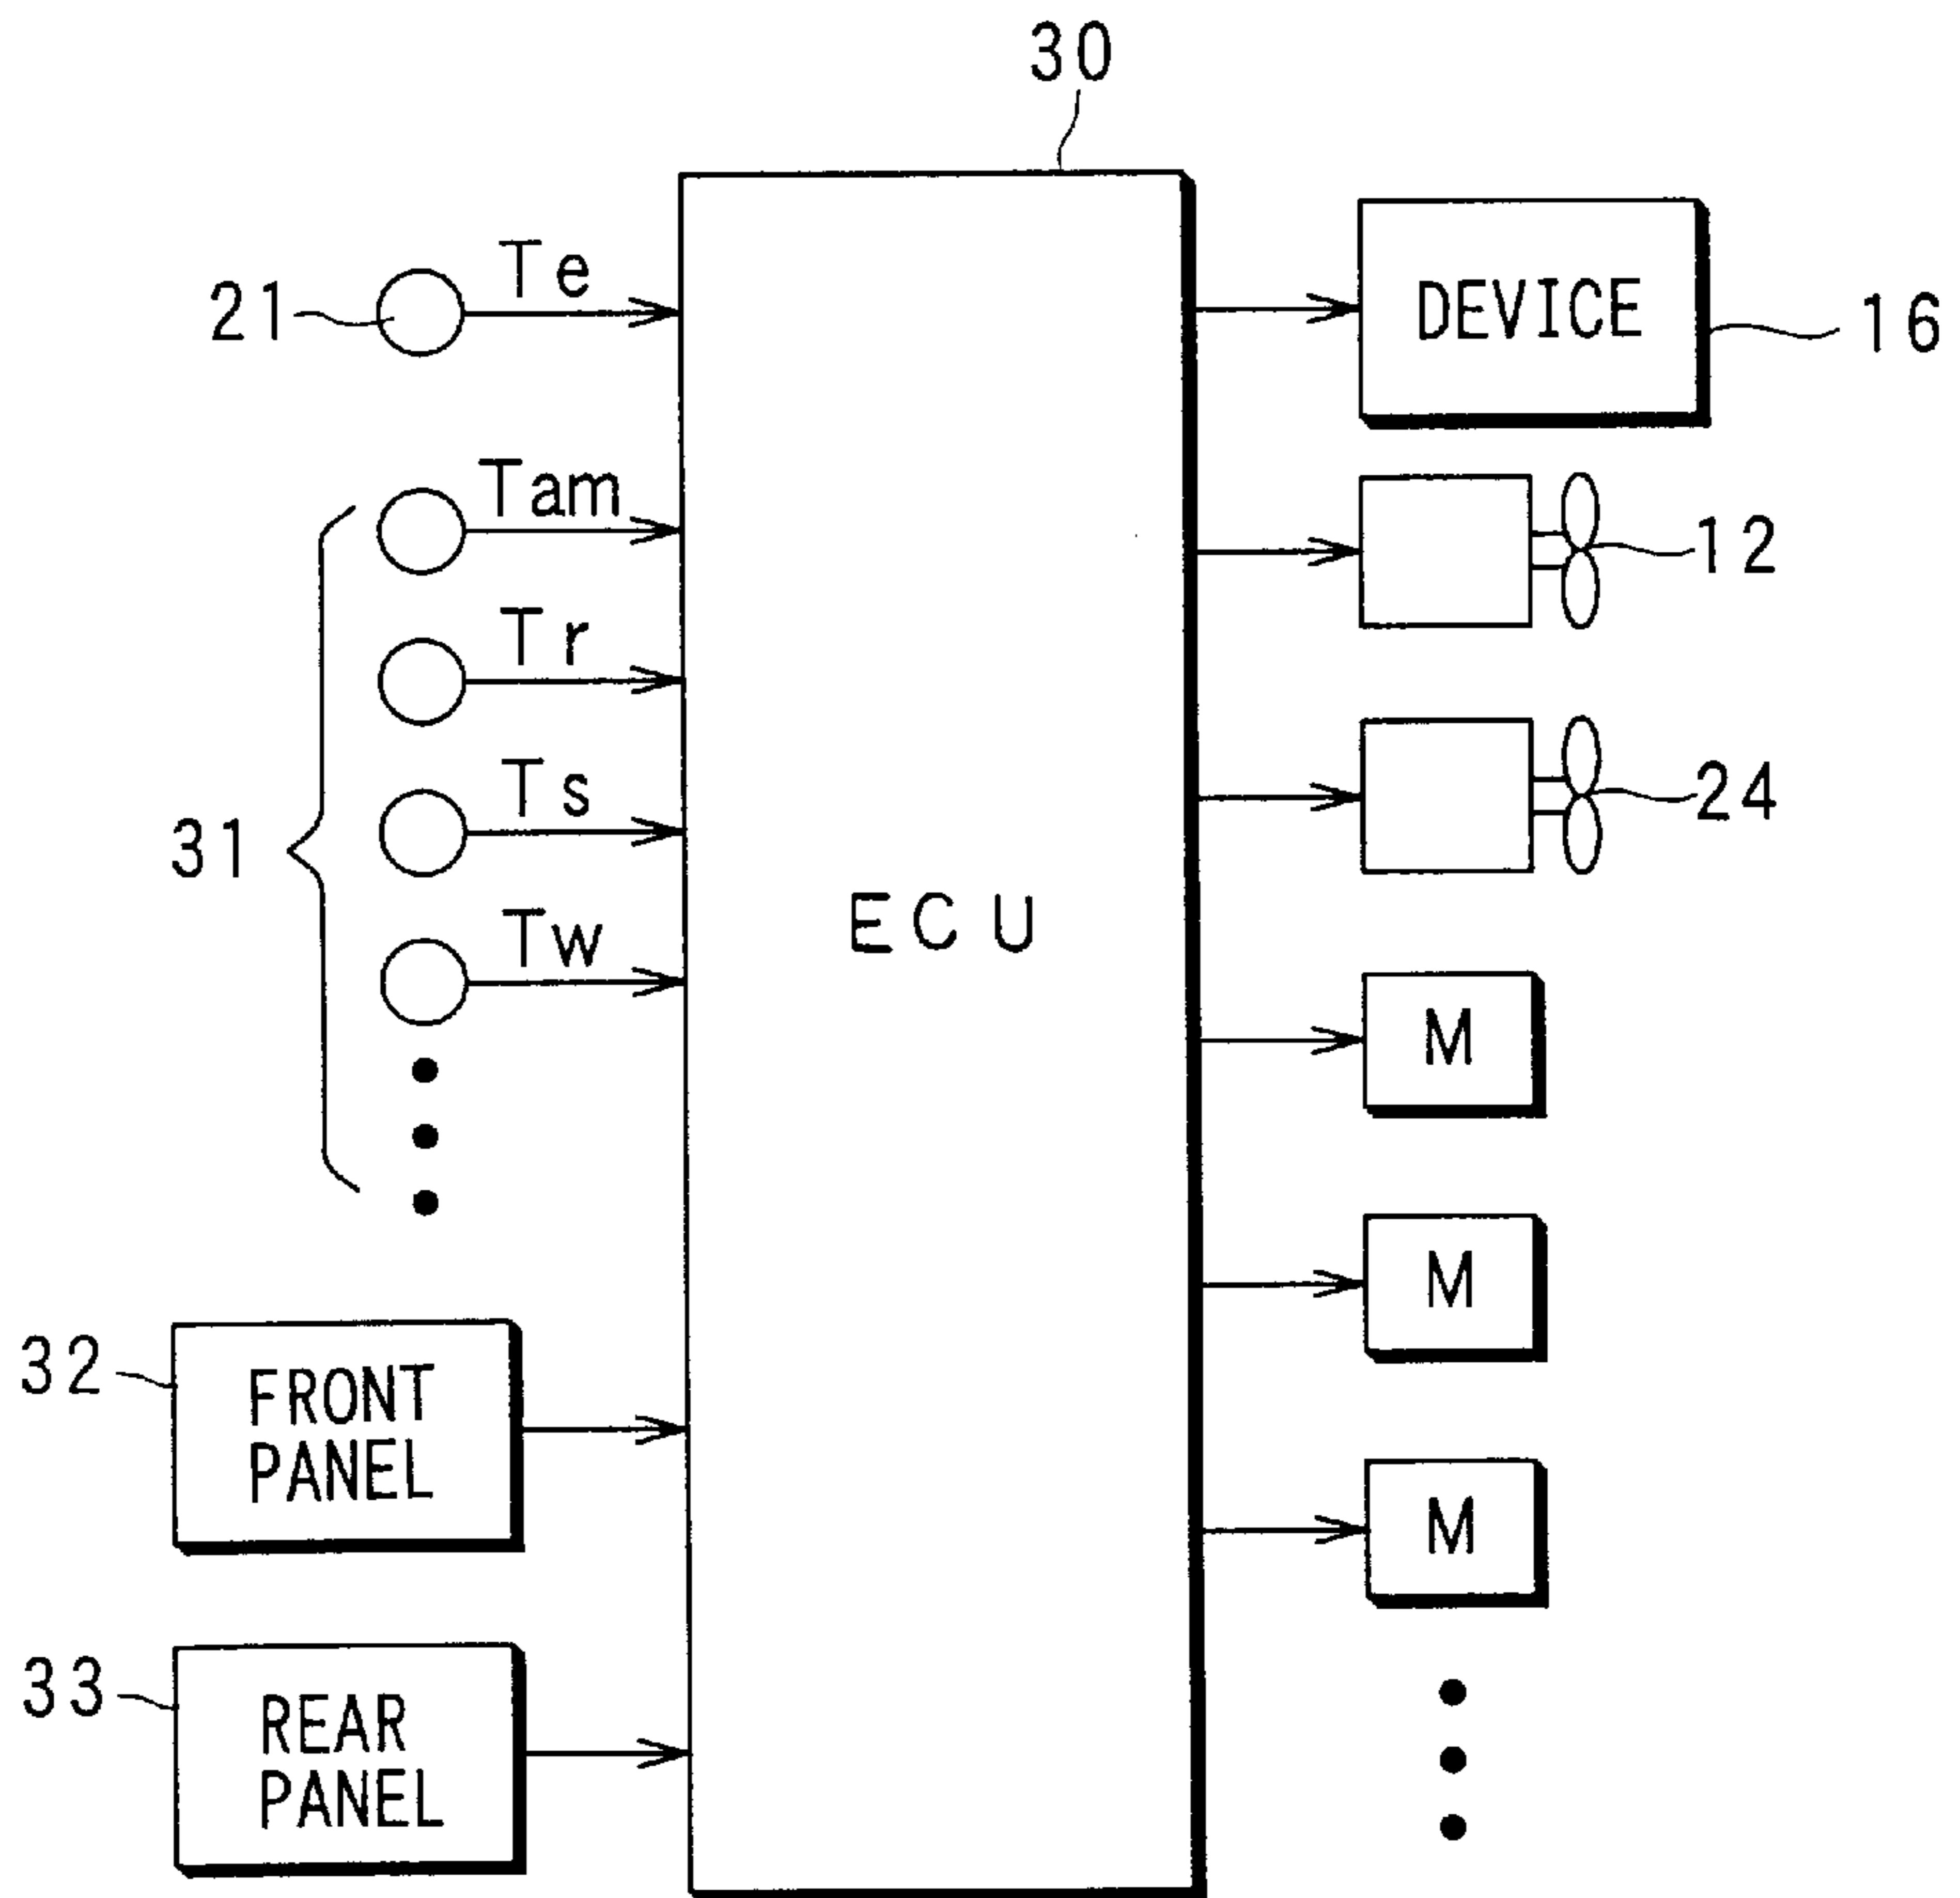 30
21
Te
DEVICE
16
Tam
12
Tr
Ts
24
31
ECU
Tw
M
M
32
FRONT
PANEL
M
33
REAR
PANEL